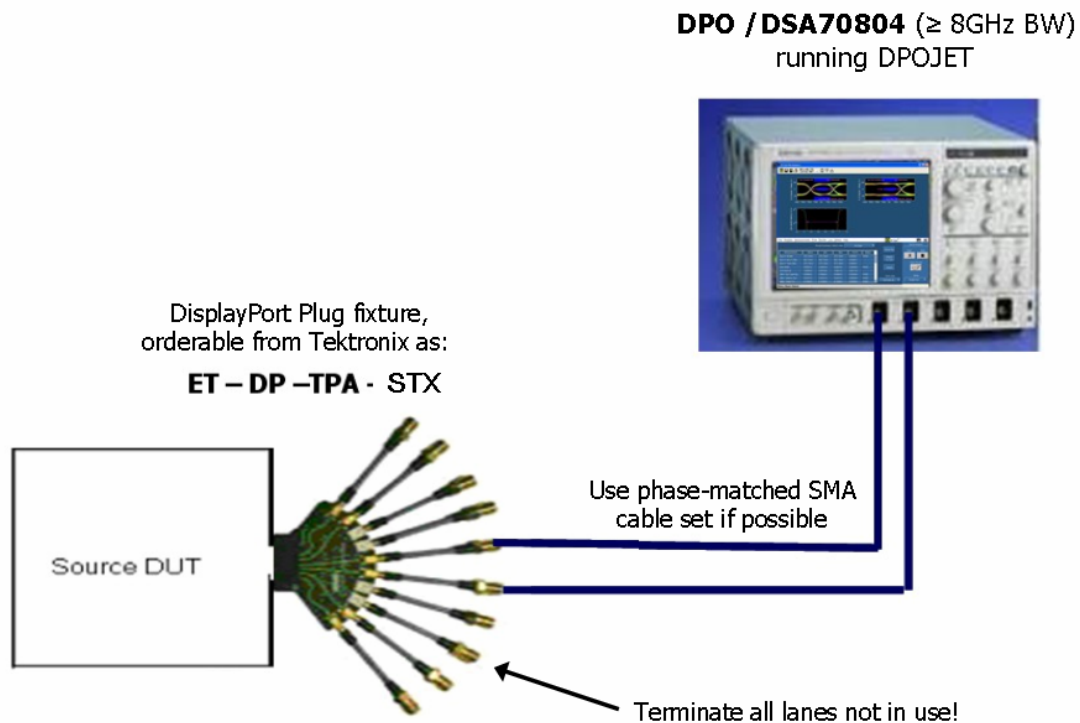 DPO /DSA70804 (≥ 8GHz BW)
running DPOJET
DisplayPort Plug fixture,
orderable from Tektronix as:
ET – DP –TPA - STX
Use phase-matched SMA
cable set if possible
Source DUT
Terminate all lanes not in use!